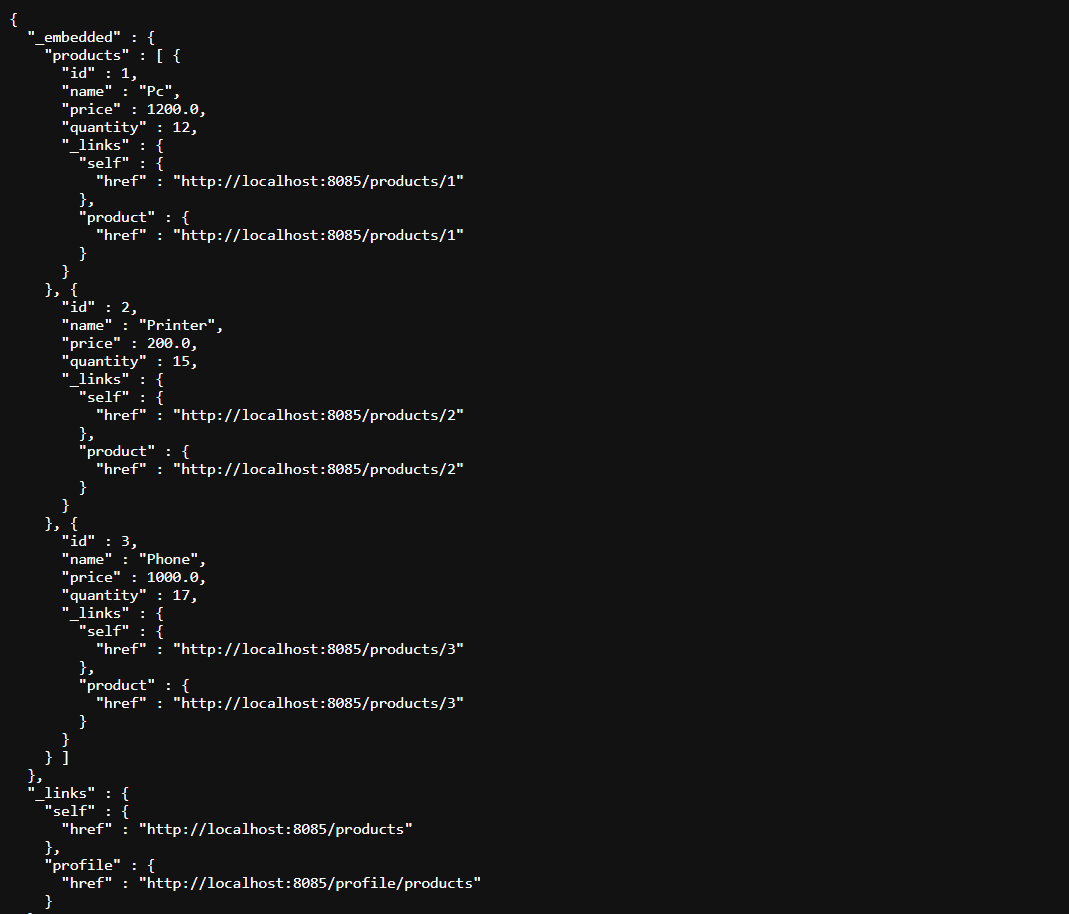 {
  "_embedded" : {
    "products" : [ {
      "id" : 1,
      "name" : "Pc",
      "price" : 1200.0,
      "quantity" : 12,
      "_links" : {
        "self" : {
          "href" : "http://localhost:8085/products/1"
        },
        "product" : {
          "href" : "http://localhost:8085/products/1"
        }
      }
    }, {
      "id" : 2,
      "name" : "Printer",
      "price" : 200.0,
      "quantity" : 15,
      "_links" : {
        "self" : {
          "href" : "http://localhost:8085/products/2"
        },
        "product" : {
          "href" : "http://localhost:8085/products/2"
        }
      }
    }, {
      "id" : 3,
      "name" : "Phone",
      "price" : 1000.0,
      "quantity" : 17,
      "_links" : {
        "self" : {
          "href" : "http://localhost:8085/products/3"
        },
        "product" : {
          "href" : "http://localhost:8085/products/3"
        }
      }
    } ]
  },
  "_links" : {
    "self" : {
      "href" : "http://localhost:8085/products"
    },
    "profile" : {
      "href" : "http://localhost:8085/profile/products"
    }